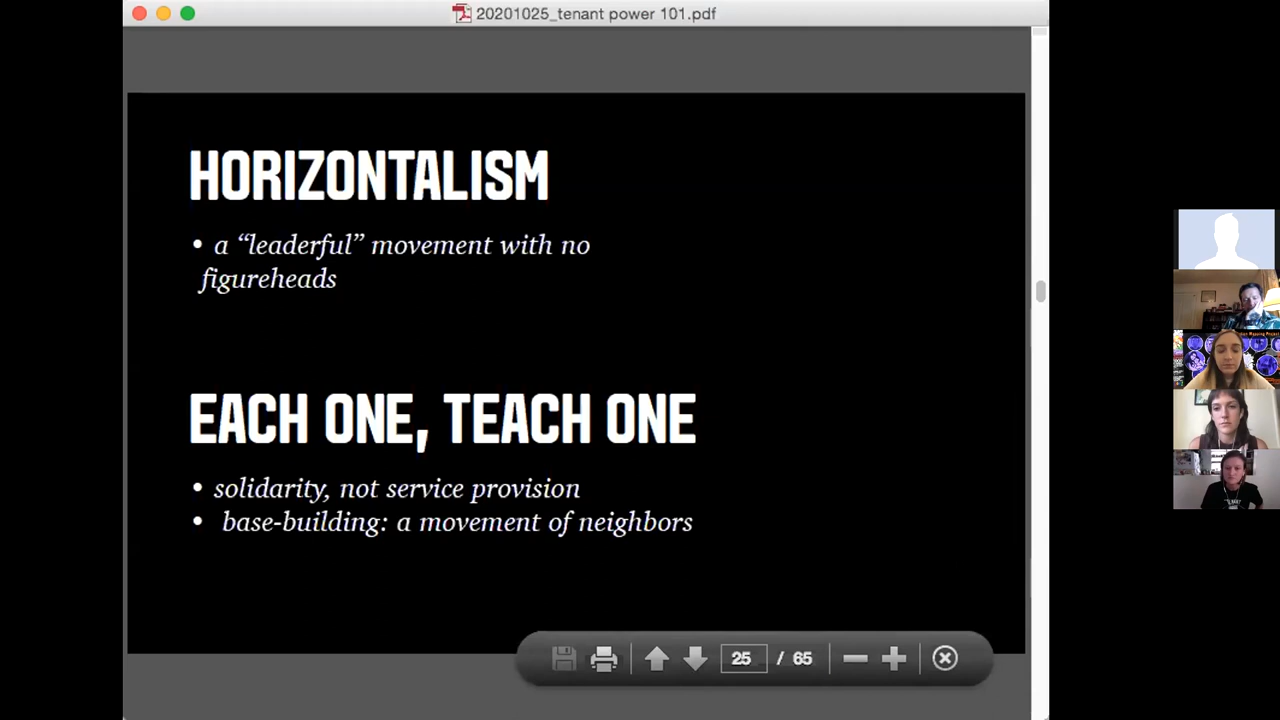 20201025_tenant power 101.pdf
HORIZONTALISM
• a “leaderful” movement with no
figureheads
EACH ONE, TEACH ONE
• solidarity, not service provision
• base-building: a movement of neighbors
25 / 65